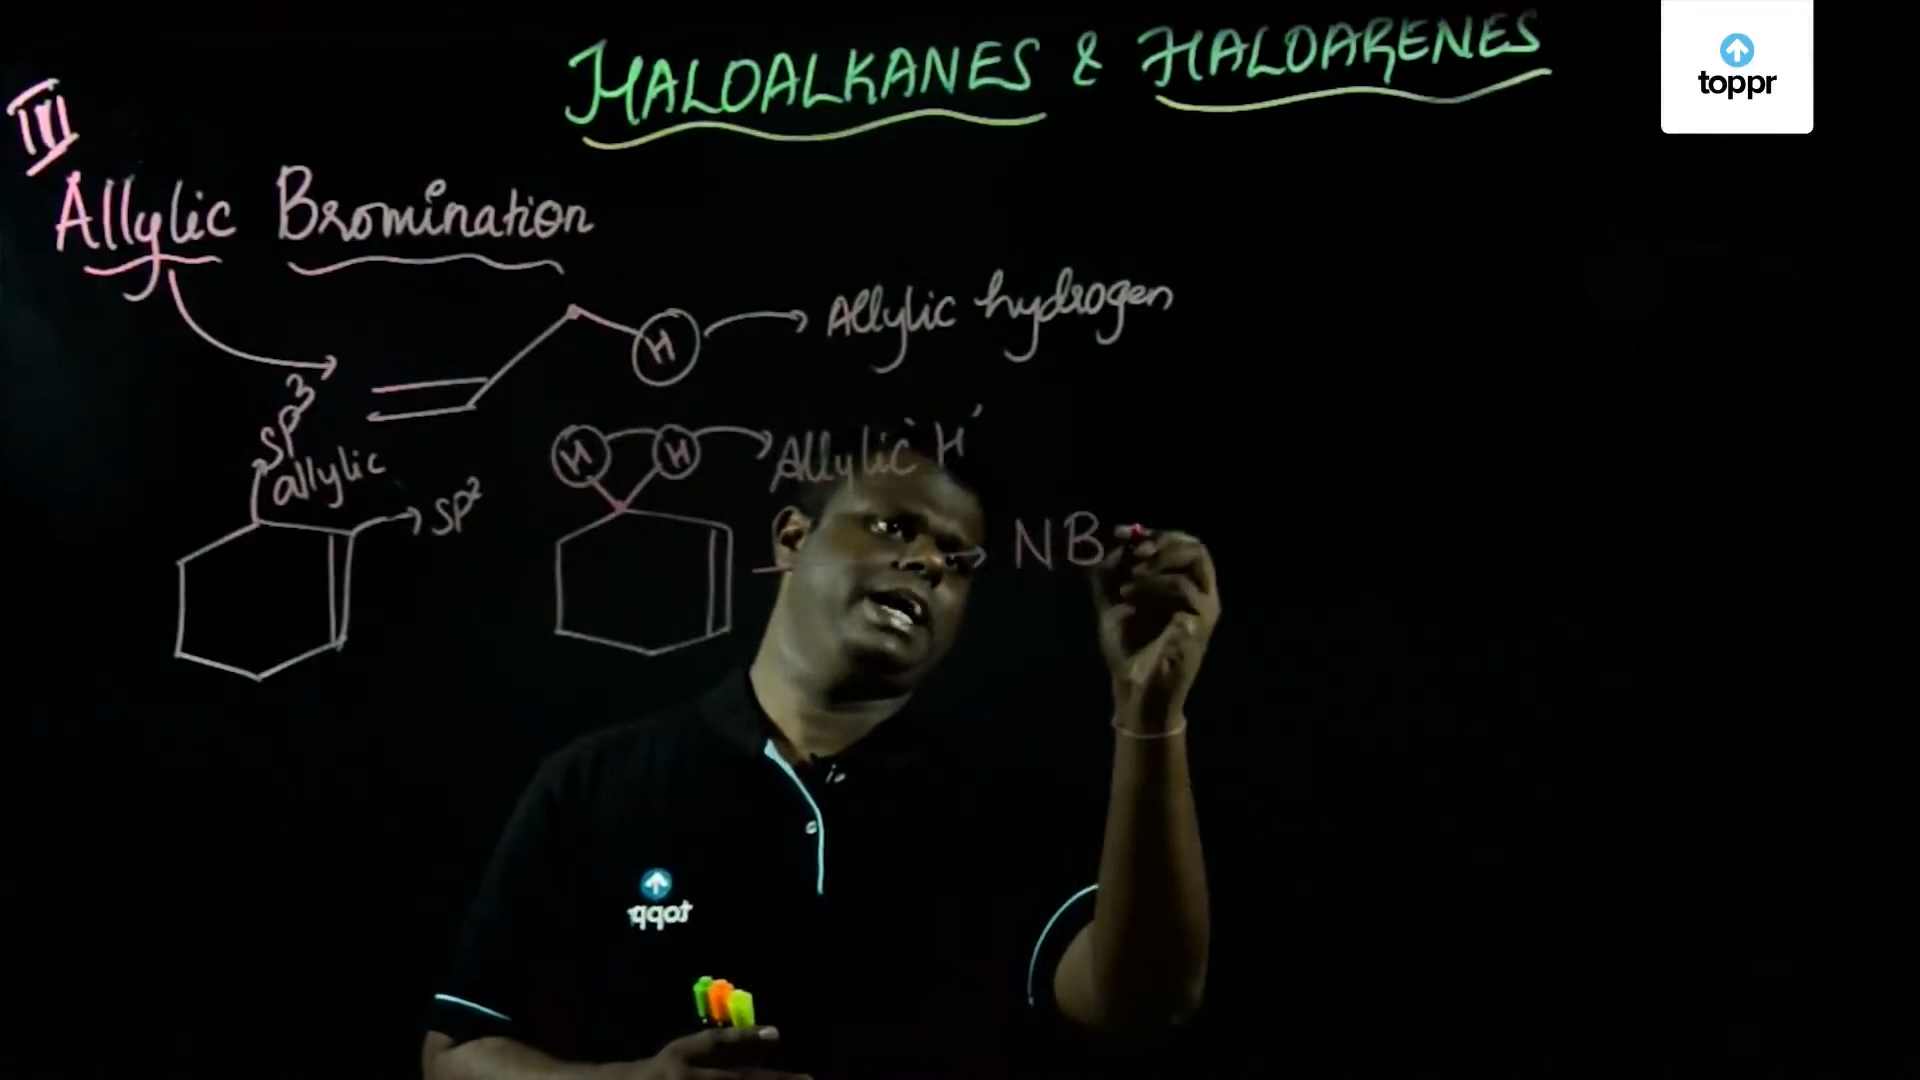 HALOALKANES & HALOARENES
toppr
III
Allylic Bromination
Allylic hydrogen
H
sp3
allylic
sp2
H H
Allylic 'H'
NB
toppr